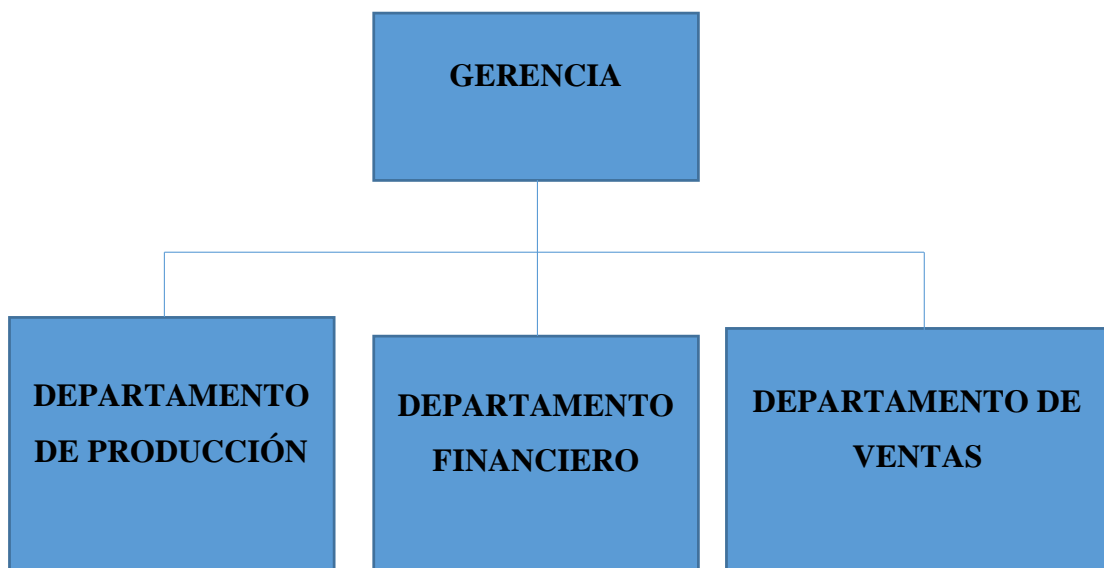 GERENCIA
DEPARTAMENTO
DE PRODUCCIÓN
DEPARTAMENTO
FINANCIERO
DEPARTAMENTO DE
VENTAS